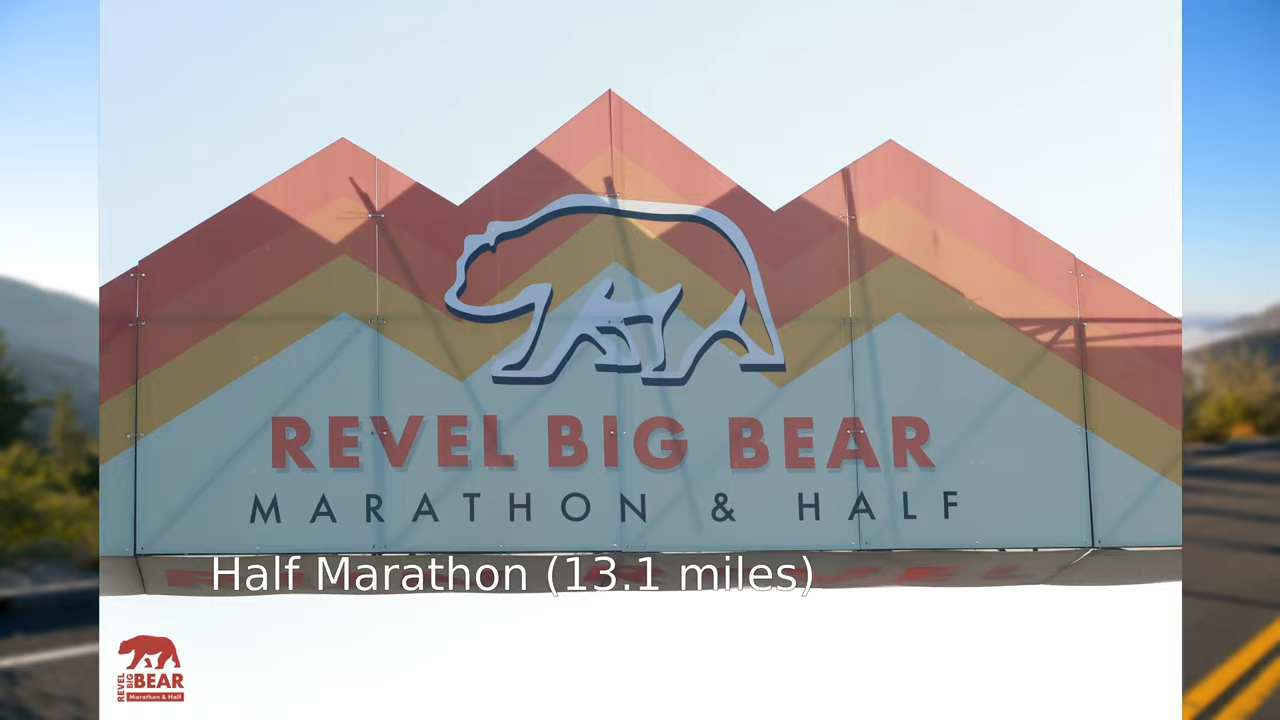 REVEL BIG BEAR
MARATHON & HALF
Half Marathon (13.1 miles)
REVEL
BIG
BEAR
Marathon & Half